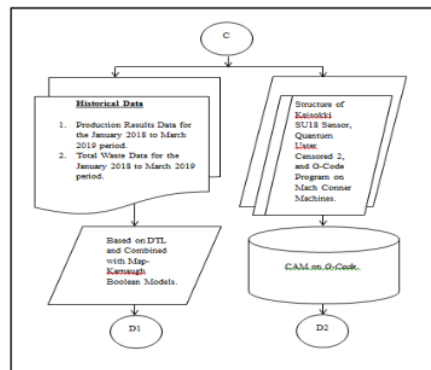 C
Historical Data
1. Production Results Data for
the January 2018 to March
2019 period.
2. Total Waste Data for the
January 2018 to March 2019
period.
Structure of
Keisokki
SU18 Sensor,
Quantum
Uster
Censored 2,
and G-Code
Program on
Mach Conner
Machines.
Based on DTL
and Combined
with Map-
Karnaugh
Boolean Models.
CAM on G-Code.
D1
D2